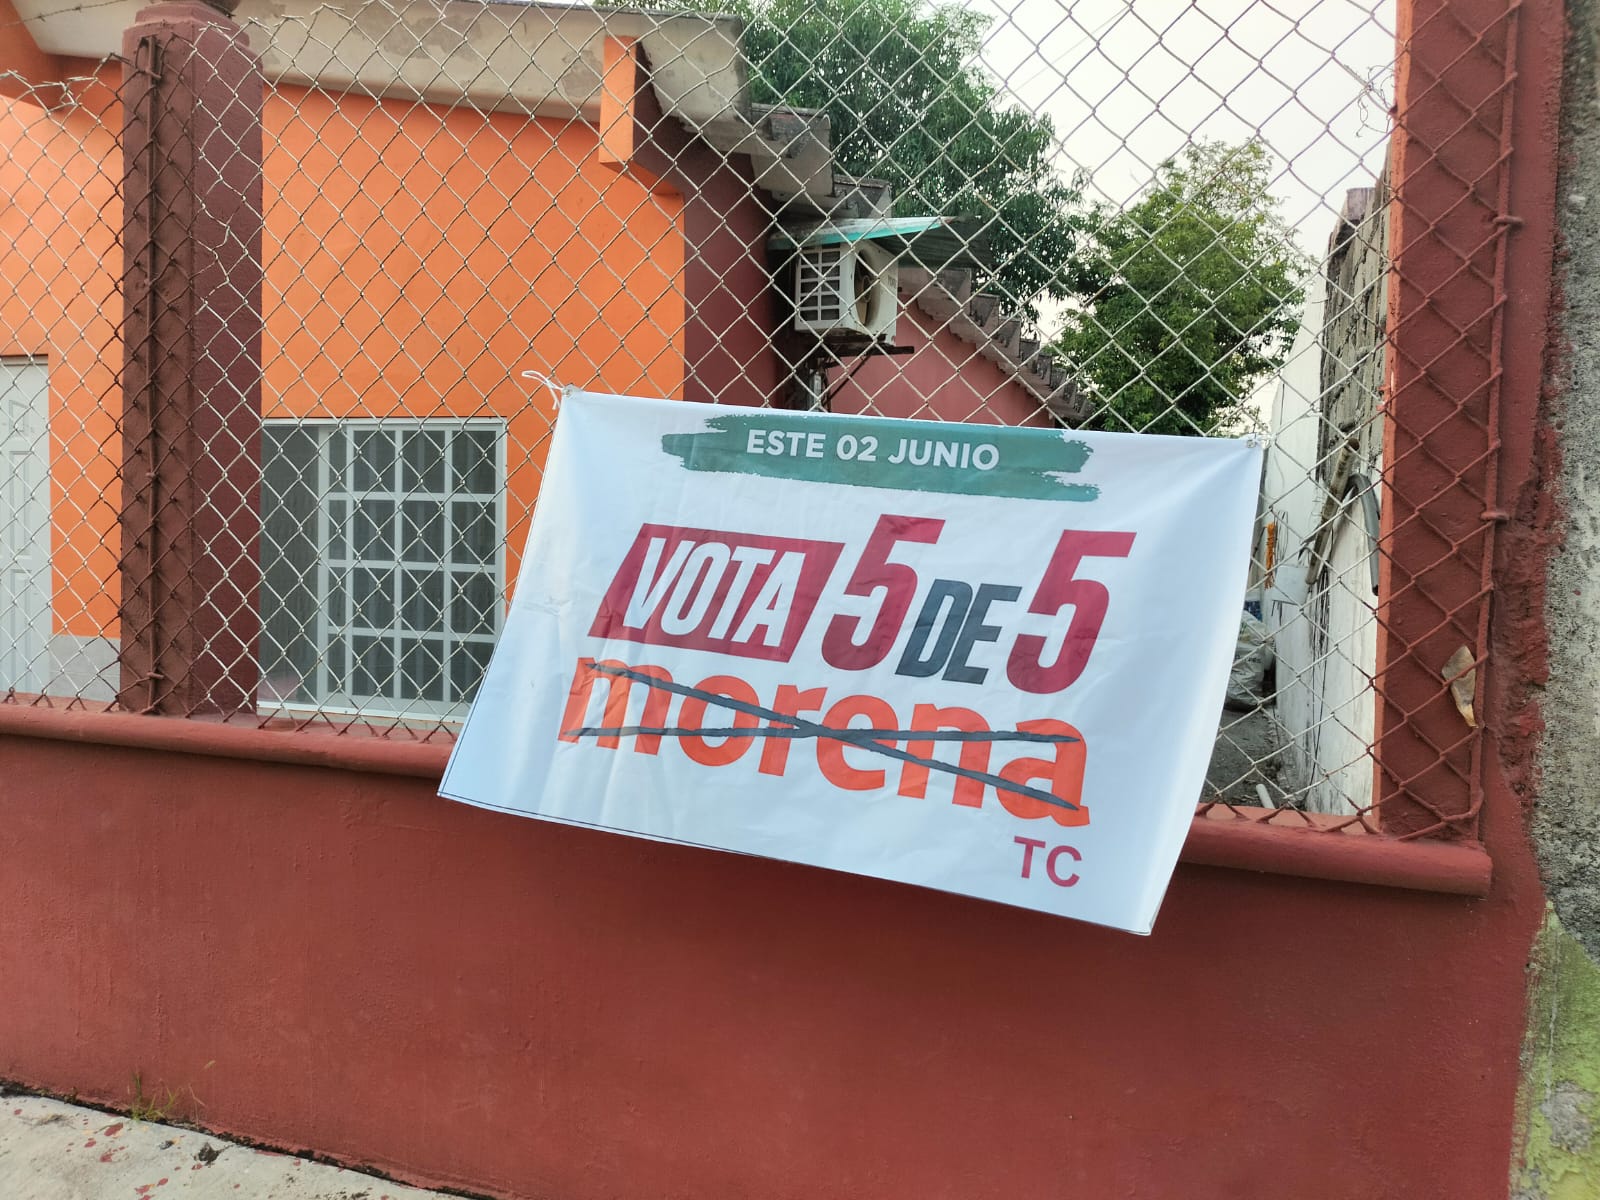 ESTE 02 JUNIO
VOTA 5 DE 5
morena
TC